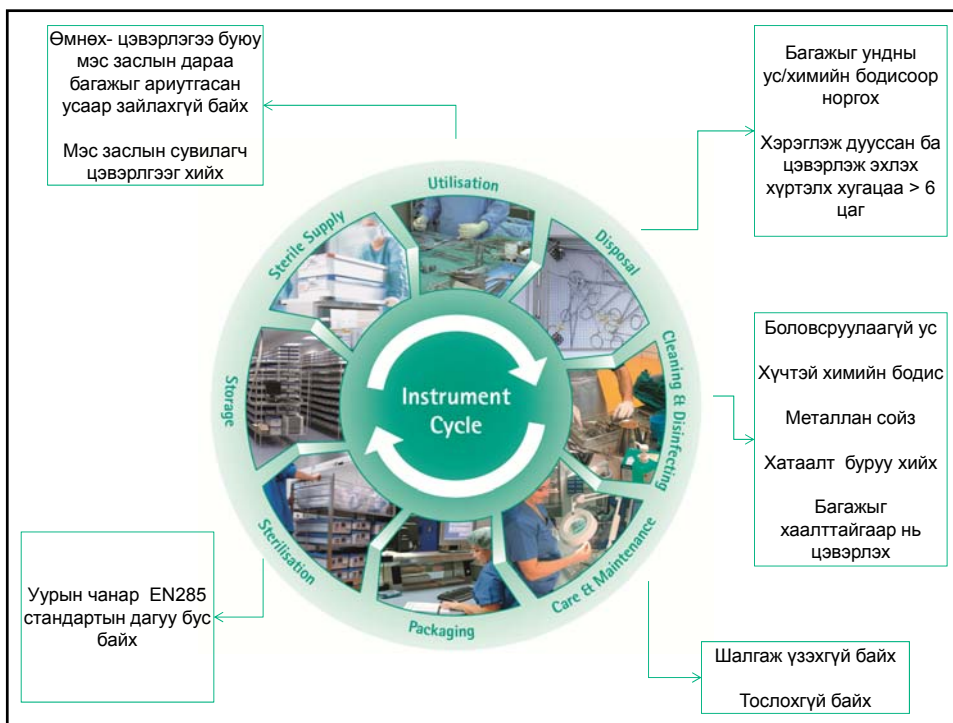 Өмнөх- цэвэрлэгээ буюу
мэс заслын дараа
багажыг ариутгасан
усаар зайлахгүй байх
Мэс заслын сувилагч
цэвэрлгээг хийх
Багажыг ундны
ус/химийн бодисоор
норгох
Хэрэглэж дууссан ба
цэвэрлэж эхлэх
хүртэлх хугацаа > 6
цаг
Utilisation
Disposal
Cleaning & Disinfecting
Care & Maintenance
Packaging
Sterilisation
Storage
Sterile Supply
Instrument
Cycle
Боловсруулаагүй ус
Хүчтэй химийн бодис
Металлан сойз
Хатаалт буруу хийх
Багажыг
хаалттайгаар нь
цэвэрлэх
Уурын чанар EN285
стандартын дагуу бус
байх
Шалгаж үзэхгүй байх
Тослохгүй байх